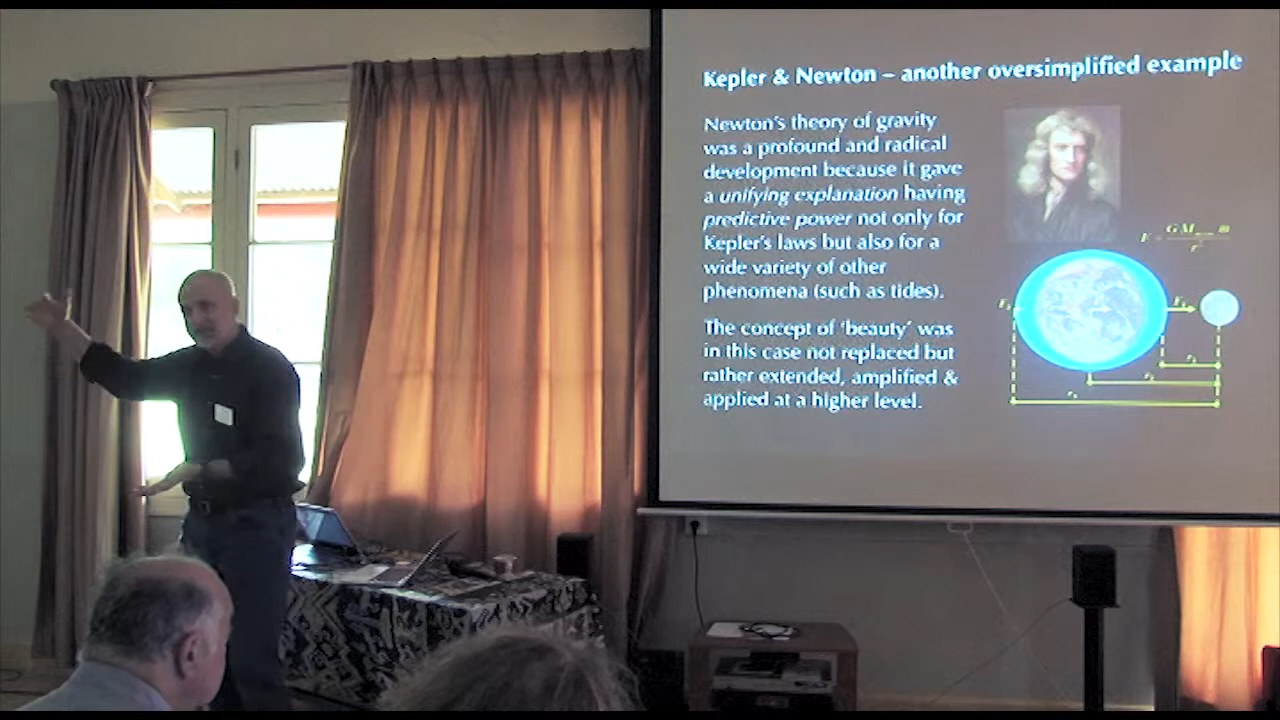 Kepler & Newton – another oversimplified example
Newton's theory of gravity
was a profound and radical
development because it gave
a unifying explanation having
predictive power not only for
Kepler's laws but also for a
wide variety of other
phenomena (such as tides).
The concept of 'beauty' was
in this case not replaced but
rather extended, amplified &
applied at a higher level.